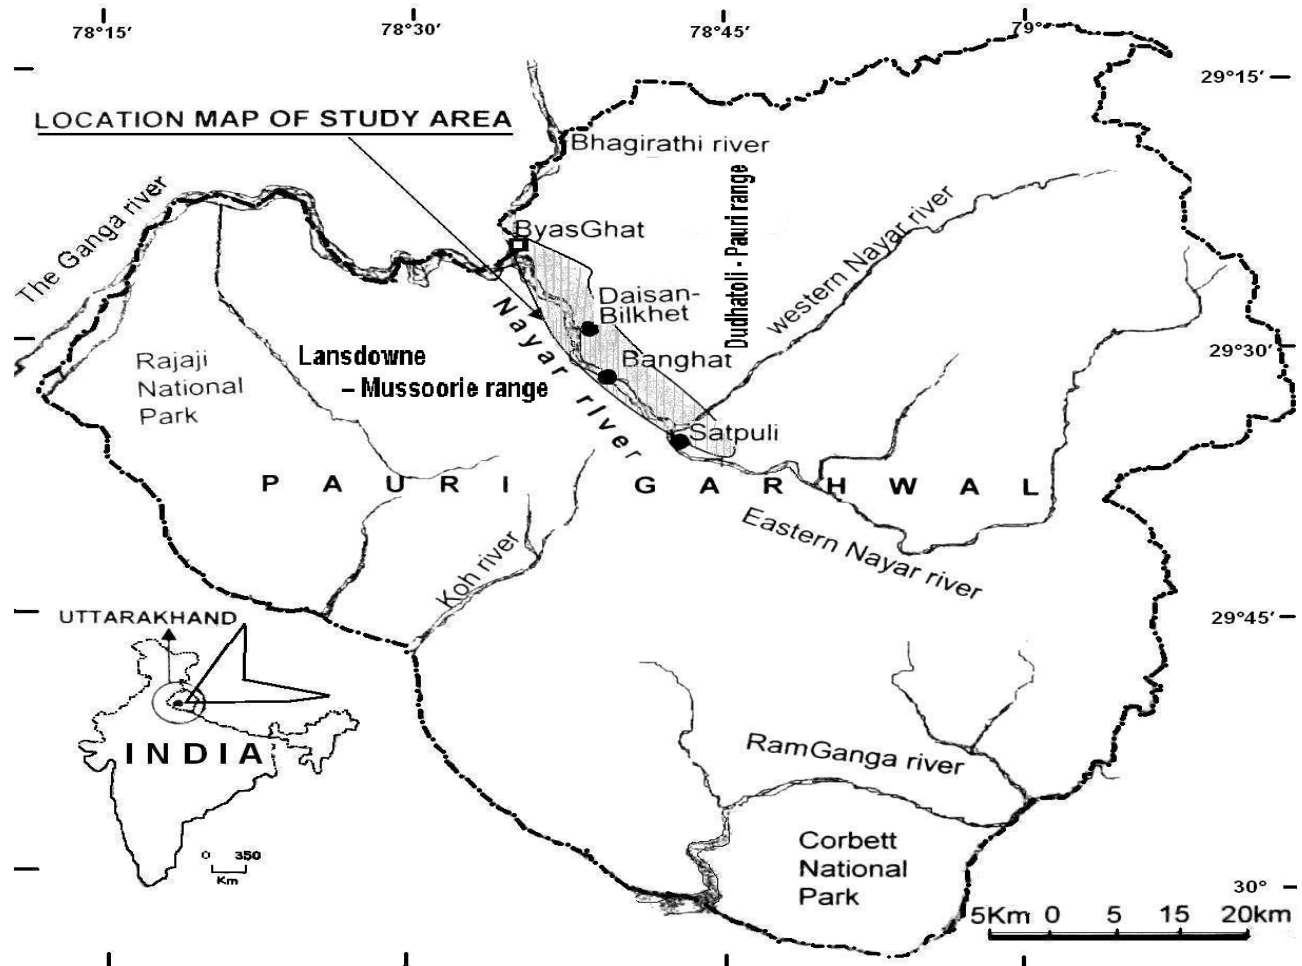 78°15′ 78°30′ 78°45′ 79°
29°15′
LOCATION MAP OF STUDY AREA
Bhagirathi river
The Ganga river
Dudhatoli - Pauri range
western Nayar river
ByasGhat
Daisan-
Bilkhet
Nayar river
Banghat
29°30′
Rajaji
National
Park
Lansdowne
– Mussoorie range
Satpuli
PAURI GARHWAL
Eastern Nayar river
Koh river
UTTARAKHAND
29°45′
INDIA
RamGanga river
Corbett
National
Park
0 350
Km
30°
5Km 0 5 15 20km